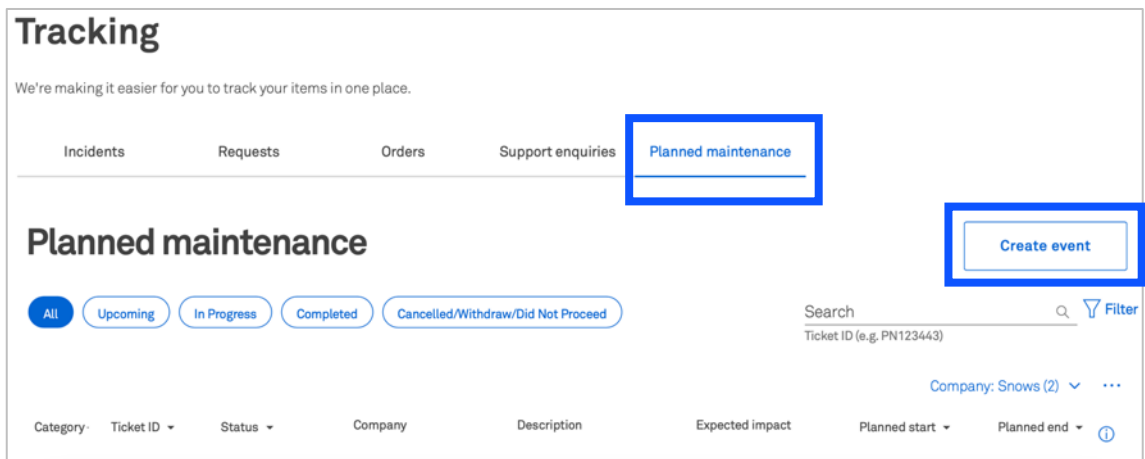 Tracking
We're making it easier for you to track your items in one place.
Incidents Requests Orders Support enquiries Planned maintenance
Planned maintenance
Create event
All Upcoming In Progress Completed Cancelled/Withdraw/Did Not Proceed
Search Filter
Ticket ID (e.g. PN123443)
Company: Snows (2)
Category Ticket ID Status Company Description Expected impact Planned start Planned end